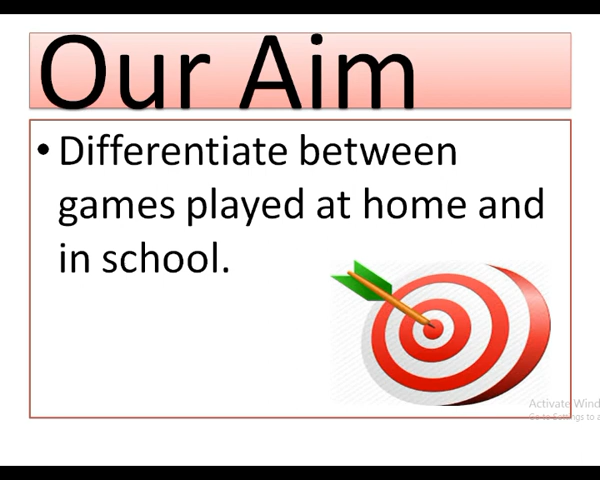 Our Aim
• Differentiate between
games played at home and
in school.
Activate Wind
Go to Settings to a